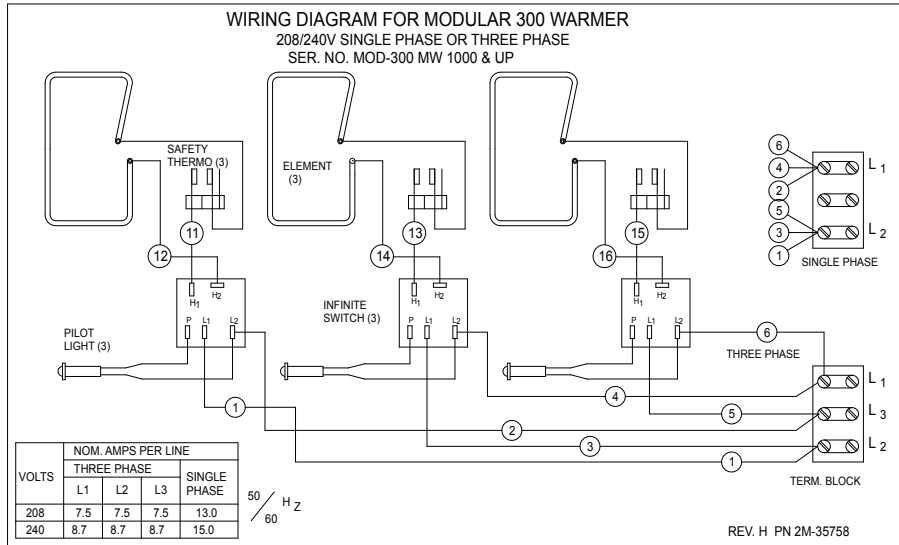 WIRING DIAGRAM FOR MODULAR 300 WARMER
208/240V SINGLE PHASE OR THREE PHASE
SER. NO. MOD-300 MW 1000 & UP
SAFETY
THERMO (3)
ELEMENT
(3)
11
12
13
14
15
16
H1
H2
H1
H2
H1
H2
P L1 L2
P L1 L2
P L1 L2
PILOT
LIGHT (3)
INFINITE
SWITCH (3)
6
4
2
5
3
1
L1
L2
SINGLE PHASE
6
THREE PHASE
4
1
5
2
3
1
L1
L3
L2
TERM. BLOCK
VOLTS
NOM. AMPS PER LINE
THREE PHASE
SINGLE
PHASE
L1 L2 L3
208 7.5 7.5 7.5 13.0
240 8.7 8.7 8.7 15.0
50/60 HZ
REV. H PN 2M-35758